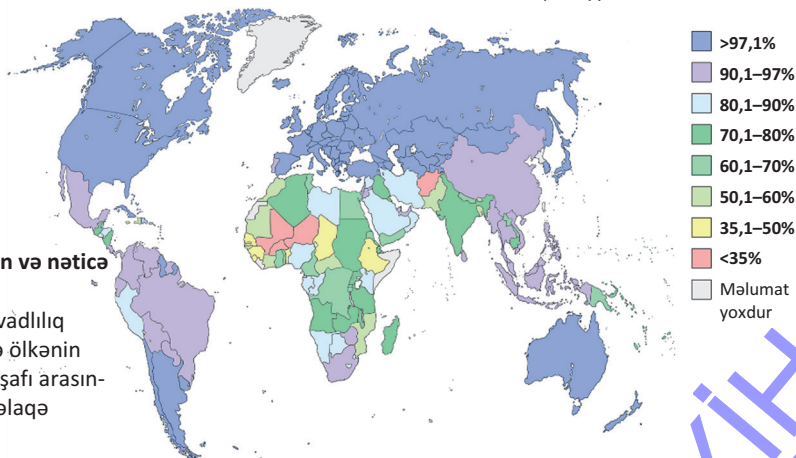 >97,1%
90,1–97%
80,1–90%
70,1–80%
60,1–70%
50,1–60%
35,1–50%
<35%
Məlumat
yoxdur
n və nəticə
vadlılıq
ə ölkənin
şafı arasın-
əlaqə
YİH